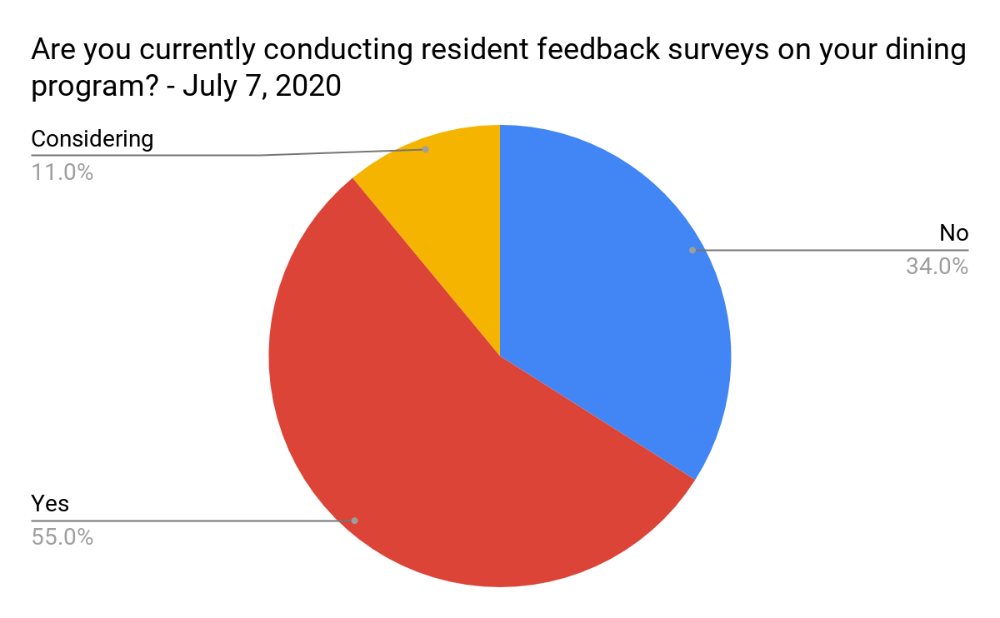 Are you currently conducting resident feedback surveys on your dining
program? - July 7, 2020
Considering
11.0%
No
34.0%
Yes
55.0%